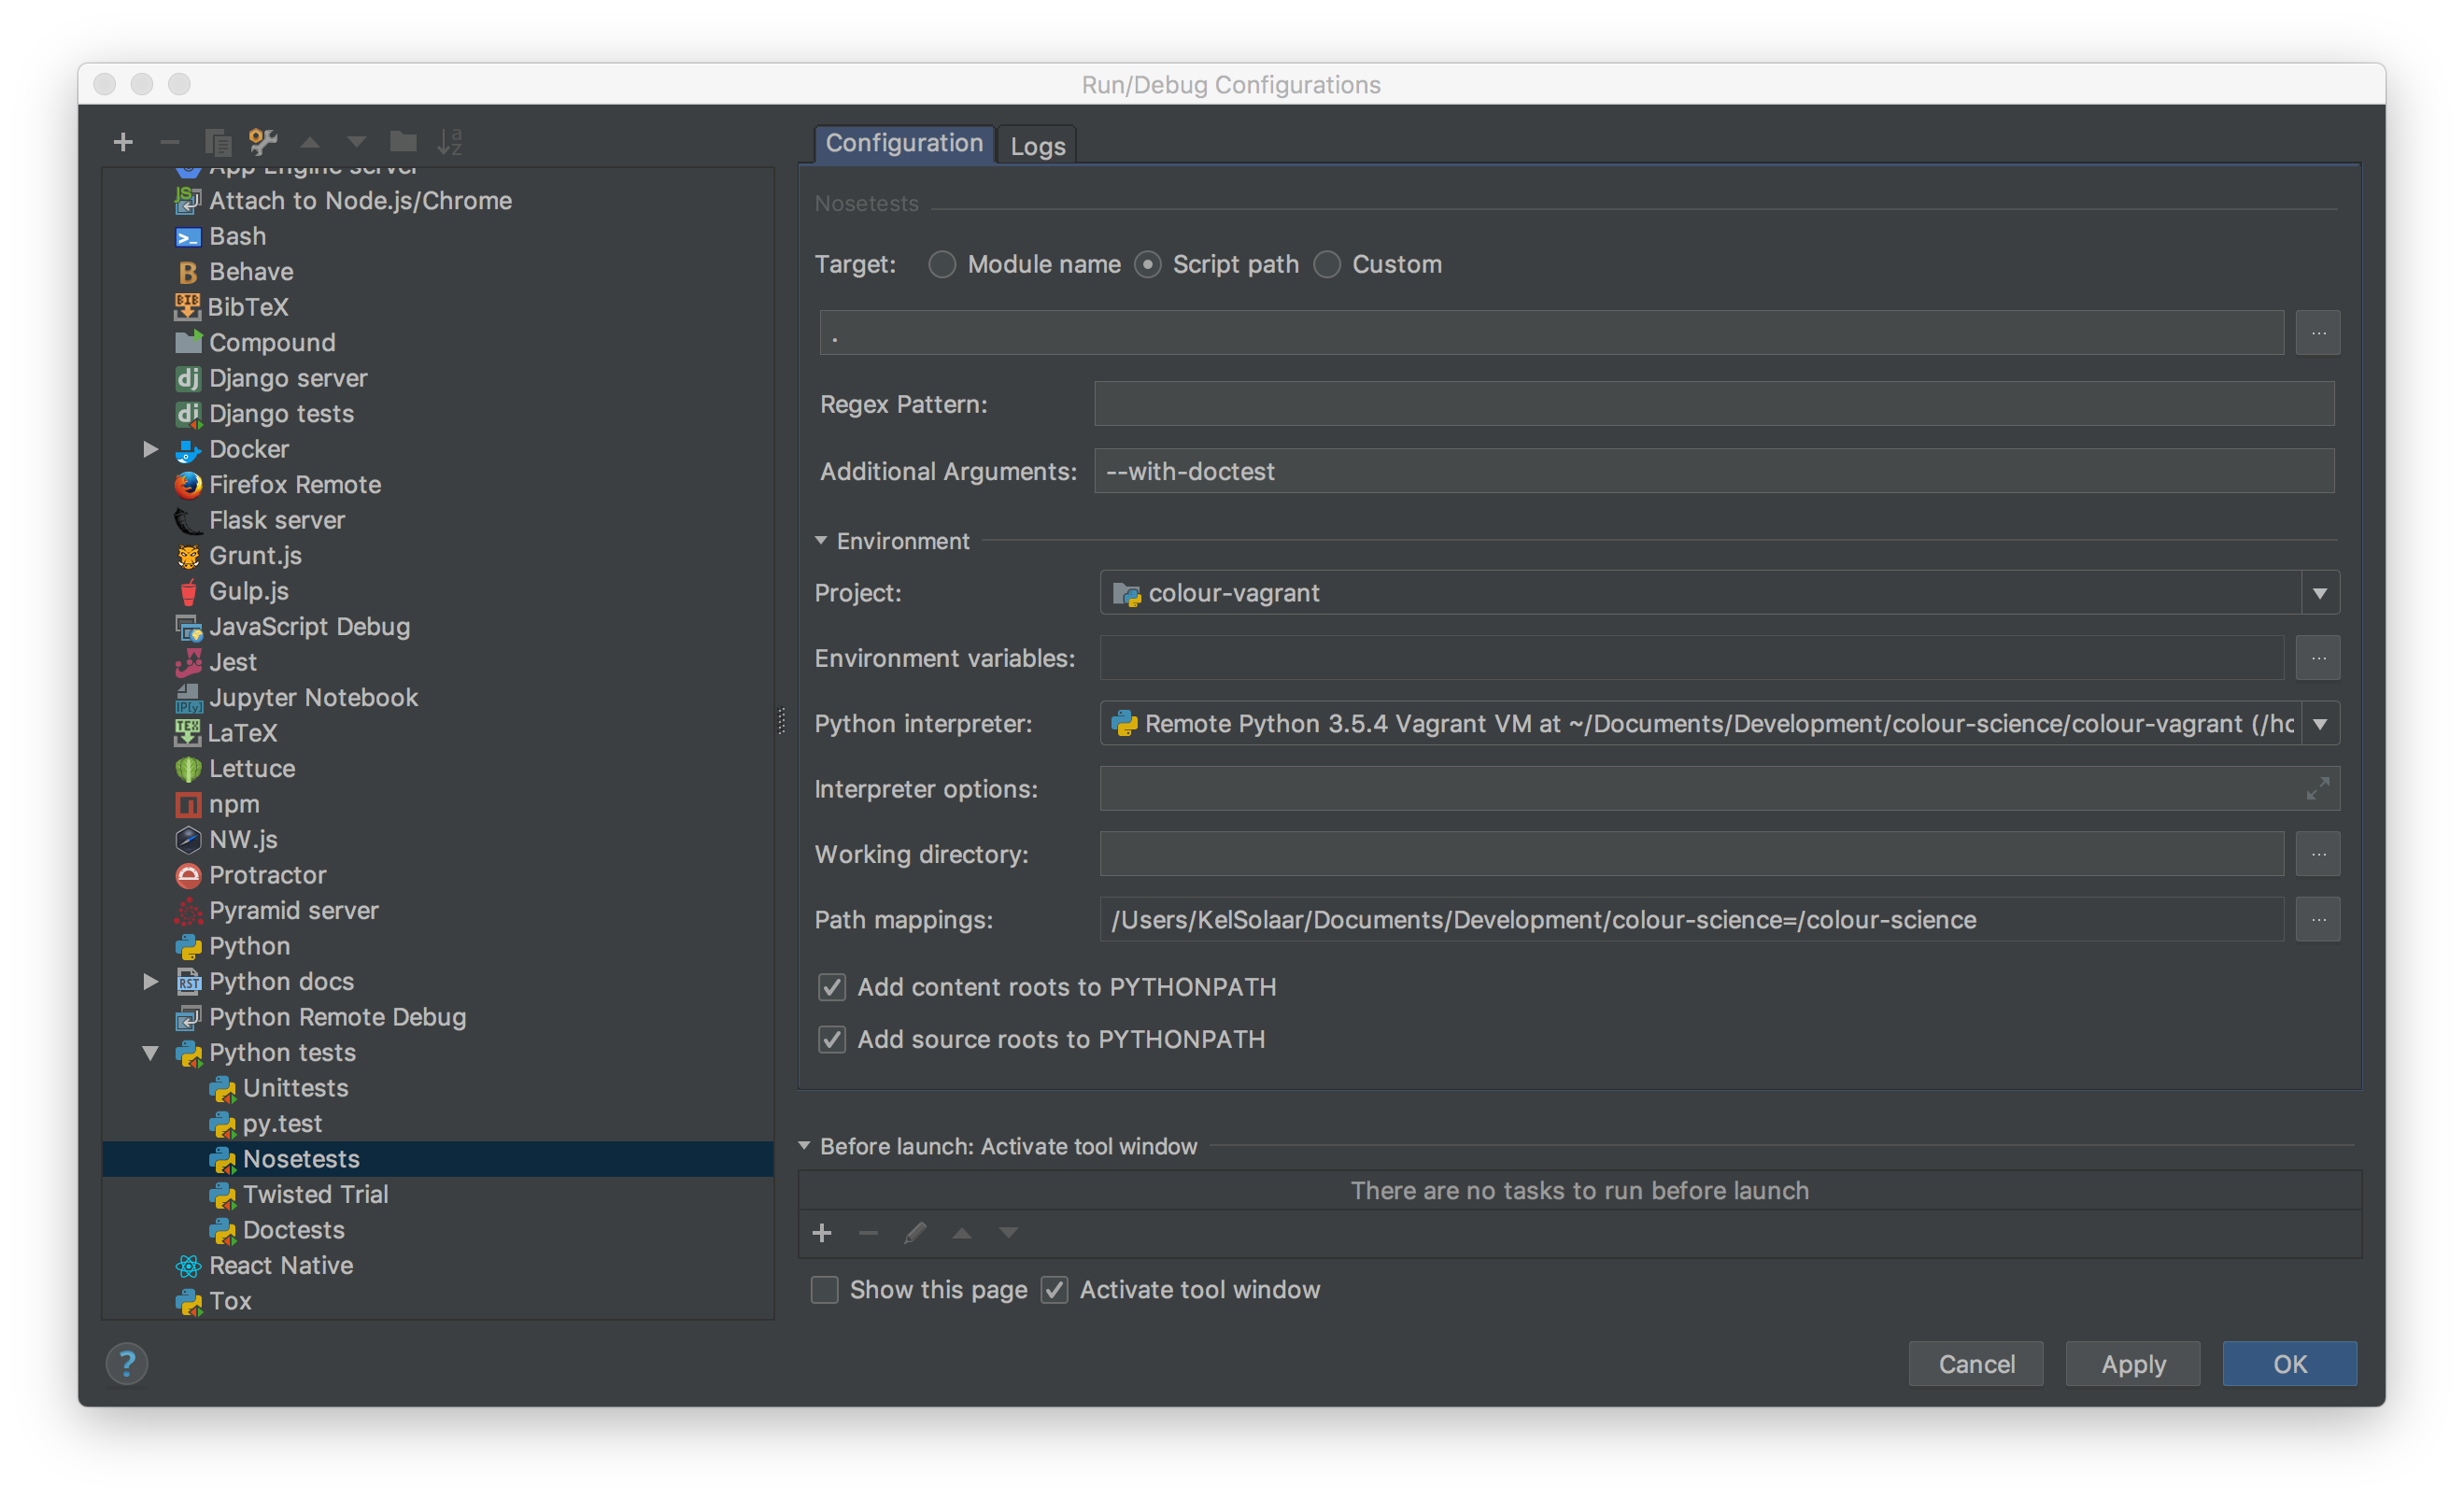 Run/Debug Configurations
App Engine server
Attach to Node.js/Chrome
Bash
Behave
BibTeX
Compound
Django server
Django tests
Docker
Firefox Remote
Flask server
Grunt.js
Gulp.js
JavaScript Debug
Jest
Jupyter Notebook
LaTeX
Lettuce
npm
NW.js
Protractor
Pyramid server
Python
Python docs
Python Remote Debug
Python tests
Unittests
py.test
Nosetests
Twisted Trial
Doctests
React Native
Tox
Configuration Logs
Nosetests
Target: Module name Script path Custom
.
...
Regex Pattern:
Additional Arguments: --with-doctest
Environment
Project: colour-vagrant
Environment variables: ...
Python interpreter: Remote Python 3.5.4 Vagrant VM at ~/Documents/Development/colour-science/colour-vagrant (/ho
Interpreter options:
Working directory: ...
Path mappings: /Users/KelSolaar/Documents/Development/colour-science=/colour-science ...
Add content roots to PYTHONPATH
Add source roots to PYTHONPATH
Before launch: Activate tool window
There are no tasks to run before launch
Show this page Activate tool window
? Cancel Apply OK